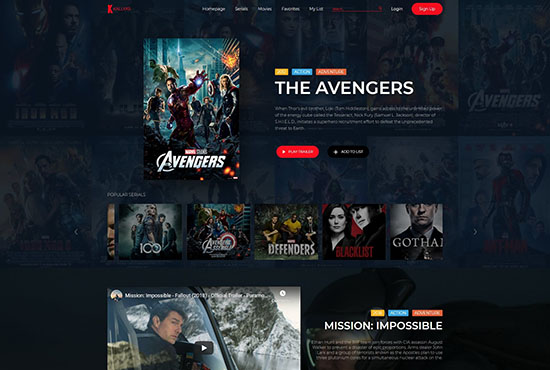 Homepage Serials Movies Favorites My List Login Sign Up
ACTION ADVENTURE
THE AVENGERS
When Thor's evil brother, Loki (Tom Hiddleston), gains access to the unlimited power
of the energy cube called the Tesseract, Nick Fury (Samuel L. Jackson), director of
S.H.I.E.L.D., initiates a superhero recruitment effort to defeat the unprecedented
threat to Earth.
MARVEL STUDIOS
AVENGERS
PLAY TRAILER ADD TO LIST
POPULAR SERIALS
THE 100
AVENGERS
DEFENDERS
THE BLACKLIST
GOTHAM
Mission: Impossible - Fallout (2018) - Official Trailer - Paramo...
ACTION ADVENTURE
MISSION: IMPOSSIBLE
Ethan Hunt and the IMF team join forces with CIA assassin August
Walker to prevent a disaster of epic proportions. Arms dealer John
Lark and a group of terrorists known as the Apostles plan to use
three plutonium cores for a simultaneous nuclear attack on the